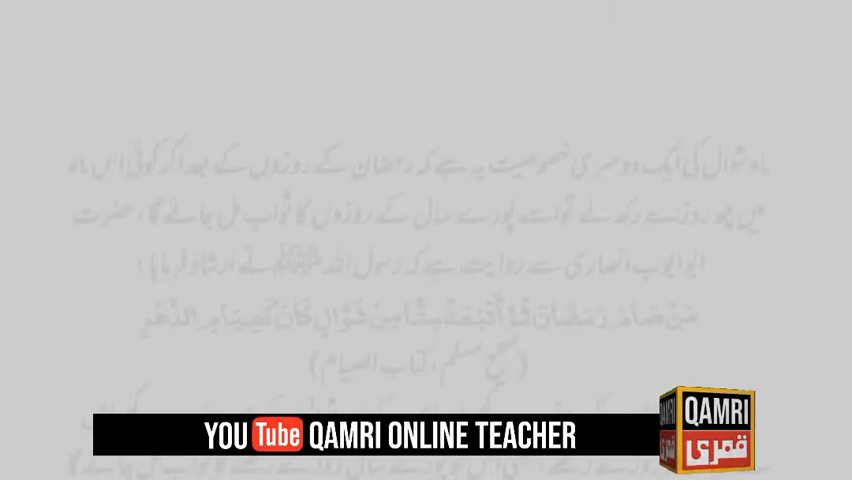 ماہ شوال کی ایک دوسری خصوصیت یہ ہے کہ رمضان کے روزوں کے بعد اگر کوئی اس ماہ
میں چھ روزے رکھ لے تو اسے پورے سال کے روزوں کا ثواب مل جائے گا، حضرت
ابوایوب انصاری سے روایت ہے کہ رسول اللہ ﷺ نے ارشاد فرمایا:
مَنْ صَامَ رَمَضَانَ ثُمَّ أَتْبَعَهُ سِتًّا مِنْ شَوَّالٍ كَانَ كَصِيَامِ الدَّهْرِ
(صحیح مسلم، کتاب الصیام)
YOU Tube QAMRI ONLINE TEACHER
QAMRI
قمری